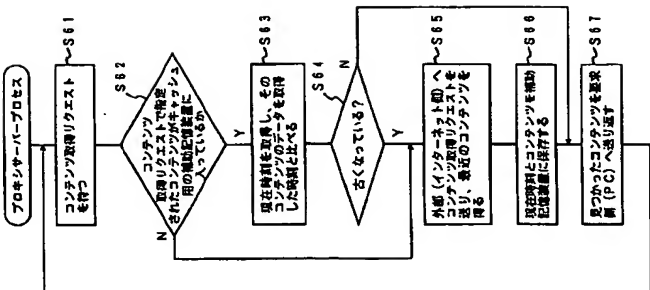 プロキシサーバープロセス
S61
コンテンツ取得リクエスト
を待つ
S62
コンテンツ
取得リクエストで指定
されたコンテンツがキャッシュ
用の補助記憶装置に
入っているか
N
Y
S63
現在時刻を取得し、その
コンテンツのデータを取得
した時刻と比べる
S64
古くなっている?
N
Y
S65
外部(インターネット側)へ
コンテンツ取得リクエストを
送り、最近のコンテンツを
得る
S66
現在時刻とコンテンツを補助
記憶装置に保存する
S67
見つかったコンテンツを要求
側(PC)へ送り返す